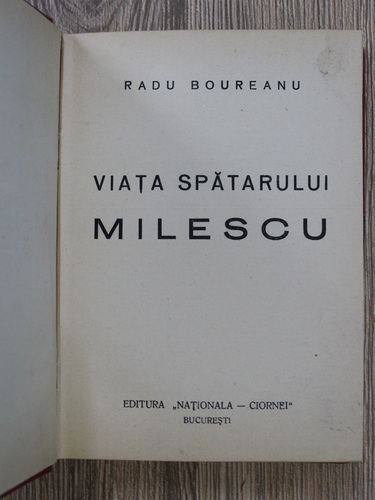 RADU BOUREANU
VIAȚA SPĂTARULUI
MILESCU
EDITURA „NAȚIONALA — CIORNEI"
BUCUREȘTI